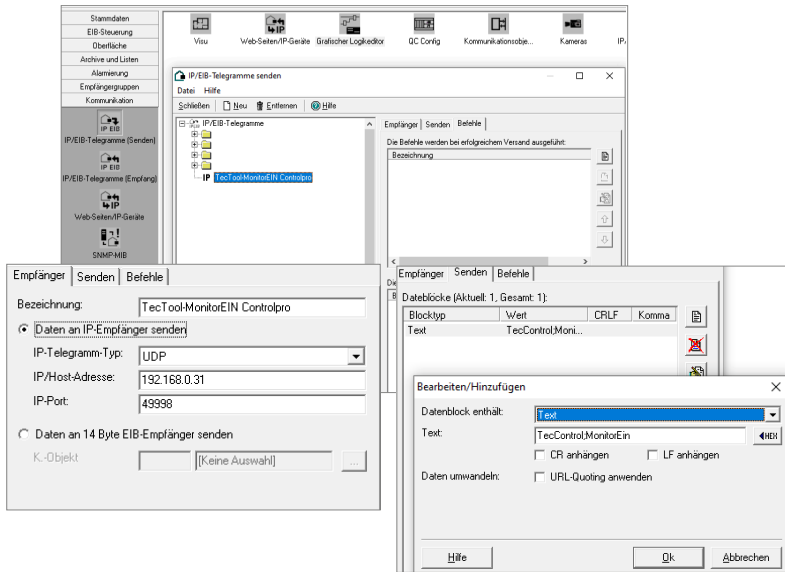 Stammdaten
EIB-Steuerung
Oberfläche
Archive und Listen
Alarmierung
Empfängergruppen
Kommunikation
IP EIB
IP/EIB-Telegramme (Senden)
IP EIB
IP/EIB-Telegramme (Empfang)
IP
Web-Seiten/IP-Geräte
SNMP-MIB
Visu
IP
Web-Seiten/IP-Geräte
Grafischer Logikeditor
QC Config
Kommunikationsobje...
Kameras
IP/EIB-Telegramme senden
Datei Hilfe
Schließen Neu Entfernen Hilfe
IP/EIB-Telegramme
IP TecTool-MonitorEIN Controlpro
Empfänger Senden Befehle
Die Befehle werden bei erfolgreichem Versand ausgeführt:
Bezeichnung
Empfänger Senden Befehle
Bezeichnung: TecTool-MonitorEIN Controlpro
Daten an IP-Empfänger senden
IP-Telegramm-Typ: UDP
IP/Host-Adresse: 192.168.0.31
IP-Port: 49998
Daten an 14 Byte EIB-Empfänger senden
K.-Objekt [Keine Auswahl] ...
Empfänger Senden Befehle
Datenblöcke (Aktuell: 1, Gesamt: 1):
Blocktyp Wert CRLF Komma
Text TecControl;Moni...
Bearbeiten/Hinzufügen
Datenblock enthält: Text
Text: TecControl;MonitorEin HEX
CR anhängen LF anhängen
Daten umwandeln: URL-Quoting anwenden
Hilfe Ok Abbrechen